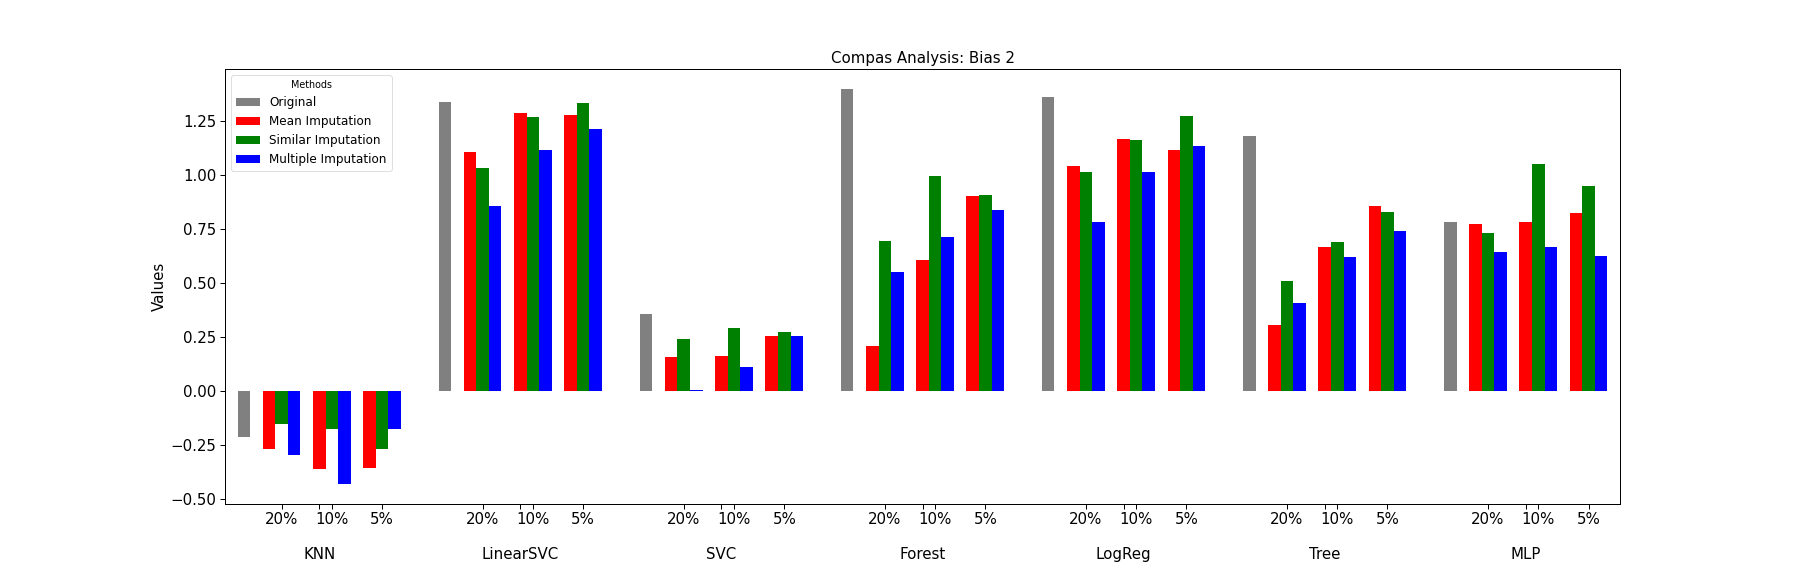 Compas Analysis: Bias 2
Methods
Original
Mean Imputation
Similar Imputation
Multiple Imputation
Values
1.25
1.00
0.75
0.50
0.25
0.00
−0.25
−0.50
20% 10% 5% 20% 10% 5% 20% 10% 5% 20% 10% 5% 20% 10% 5% 20% 10% 5% 20% 10% 5%
KNN LinearSVC SVC Forest LogReg Tree MLP